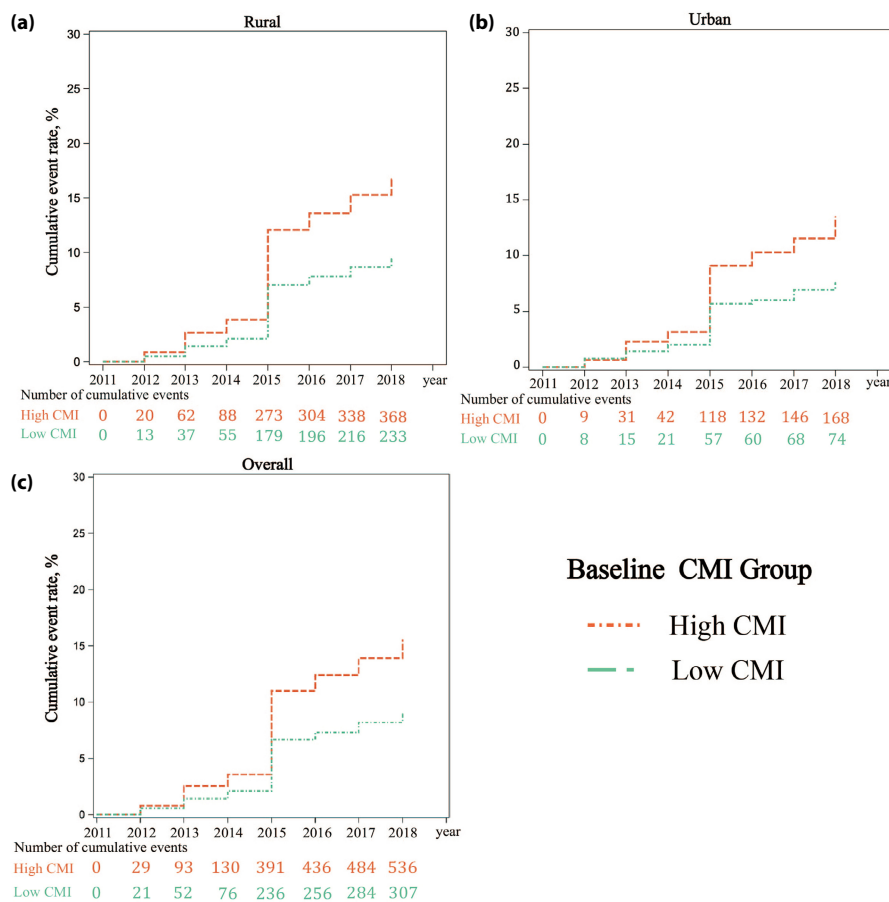 (a)
Rural
Cumulative event rate, %
30
25
20
15
10
5
0
2011 2012 2013 2014 2015 2016 2017 2018 year
Number of cumulative events
High CMI 0 20 62 88 273 304 338 368
Low CMI 0 13 37 55 179 196 216 233
(b)
Urban
30
25
20
15
10
5
0
2011 2012 2013 2014 2015 2016 2017 2018 year
Number of cumulative events
High CMI 0 9 31 42 118 132 146 168
Low CMI 0 8 15 21 57 60 68 74
(c)
Overall
Cumulative event rate, %
30
25
20
15
10
5
0
2011 2012 2013 2014 2015 2016 2017 2018 year
Number of cumulative events
High CMI 0 29 93 130 391 436 484 536
Low CMI 0 21 52 76 236 256 284 307
Baseline CMI Group
High CMI
Low CMI